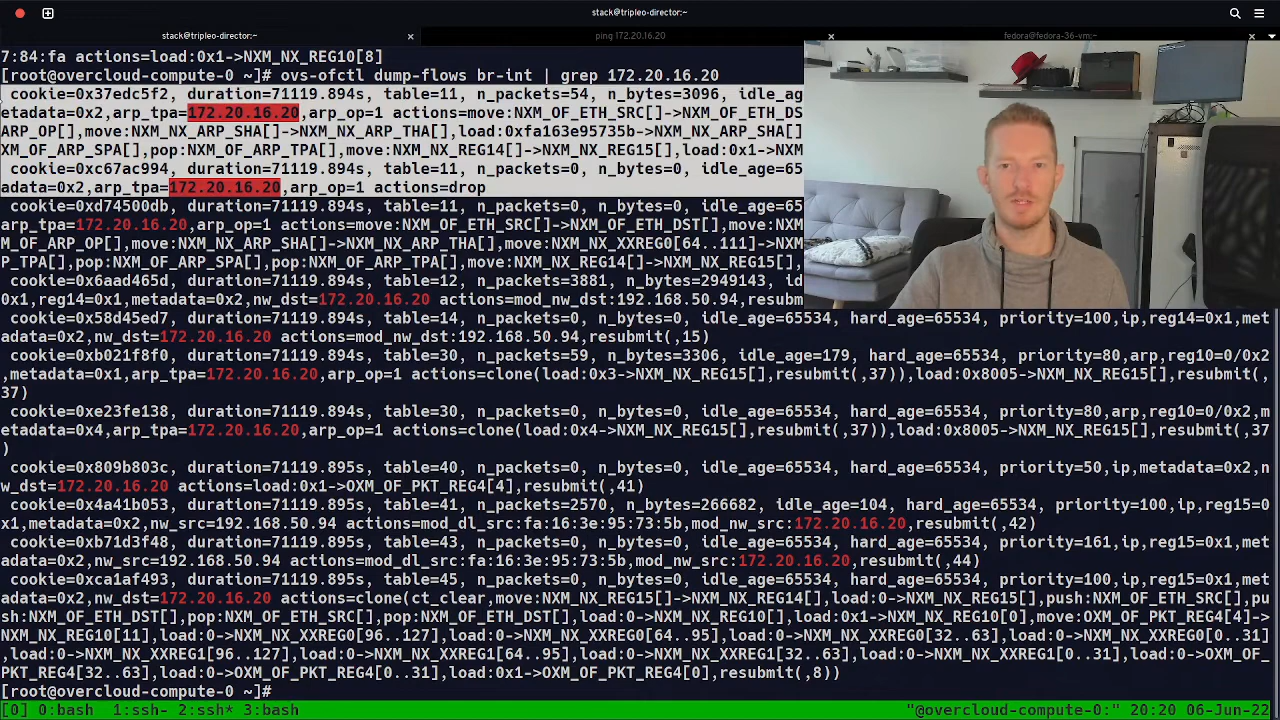 stack@tripleo-director:~
stack@tripleo-director:~ ping 172.20.16.20 fedora@fedora-36-vm:~
7:84:fa actions=load:0x1->NXM_NX_REG10[8]
[root@overcloud-compute-0 ~]# ovs-ofctl dump-flows br-int | grep 172.20.16.20
cookie=0x37edc5f2, duration=71119.894s, table=11, n_packets=54, n_bytes=3096, idle_ag
etadata=0x2,arp_tpa=172.20.16.20,arp_op=1 actions=move:NXM_OF_ETH_SRC[]->NXM_OF_ETH_DS
ARP_OP[],move:NXM_NX_ARP_SHA[]->NXM_NX_ARP_THA[],load:0xfa163e95735b->NXM_NX_ARP_SHA[]
ARP_SPA[],pop:NXM_OF_ARP_TPA[],move:NXM_NX_REG14[]->NXM_NX_REG15[],load:0x1->NXM
cookie=0xc67ac994, duration=71119.894s, table=11, n_packets=0, n_bytes=0, idle_age=65
adata=0x2,arp_tpa=172.20.16.20,arp_op=1 actions=drop
cookie=0xd74500db, duration=71119.894s, table=11, n_packets=0, n_bytes=0, idle_age=65
arp_tpa=172.20.16.20,arp_op=1 actions=move:NXM_OF_ETH_SRC[]->NXM_OF_ETH_DST[],mod
M_OF_ARP_OP[],move:NXM_NX_ARP_SHA[]->NXM_NX_ARP_THA[],move:NXM_NX_XXREG0[64..111]->NXM
P_TPA[],pop:NXM_OF_ARP_SPA[],pop:NXM_OF_ARP_TPA[],move:NXM_NX_REG14[]->NXM_NX_REG15[],
cookie=0x6aad465d, duration=71119.894s, table=12, n_packets=3881, n_bytes=2949143, id
0x1,reg14=0x1,metadata=0x2,nw_dst=172.20.16.20 actions=mod_nw_dst:192.168.50.94,resubm
cookie=0x58d45ed7, duration=71119.894s, table=14, n_packets=0, n_bytes=0, idle_age=65534, hard_age=65534, priority=100,ip,reg14=0x1,met
adata=0x2,nw_dst=172.20.16.20 actions=mod_nw_dst:192.168.50.94,resubmit(,15)
cookie=0xb021f8f0, duration=71119.894s, table=30, n_packets=59, n_bytes=3306, idle_age=179, hard_age=65534, priority=80,arp,reg10=0/0x2
,metadata=0x1,arp_tpa=172.20.16.20,arp_op=1 actions=clone(load:0x3->NXM_NX_REG15[],resubmit(,37)),load:0x8005->NXM_NX_REG15[],resubmit(,
37)
cookie=0xe23fe138, duration=71119.894s, table=30, n_packets=0, n_bytes=0, idle_age=65534, hard_age=65534, priority=80,arp,reg10=0/0x2,m
etadata=0x4,arp_tpa=172.20.16.20,arp_op=1 actions=clone(load:0x4->NXM_NX_REG15[],resubmit(,37)),load:0x8005->NXM_NX_REG15[],resubmit(,37
)
cookie=0x809b803c, duration=71119.895s, table=40, n_packets=0, n_bytes=0, idle_age=65534, hard_age=65534, priority=50,ip,metadata=0x2,n
w_dst=172.20.16.20 actions=load:0x1->OXM_OF_PKT_REG4[4],resubmit(,41)
cookie=0x4a41b053, duration=71119.895s, table=41, n_packets=2570, n_bytes=266682, idle_age=104, hard_age=65534, priority=100,ip,reg15=0
x1,metadata=0x2,nw_src=192.168.50.94 actions=mod_dl_src:fa:16:3e:95:73:5b,mod_nw_src:172.20.16.20,resubmit(,42)
cookie=0xb71d3f48, duration=71119.895s, table=43, n_packets=0, n_bytes=0, idle_age=65534, hard_age=65534, priority=161,ip,reg15=0x1,met
adata=0x2,nw_src=192.168.50.94 actions=mod_dl_src:fa:16:3e:95:73:5b,mod_nw_src:172.20.16.20,resubmit(,44)
cookie=0xca1af493, duration=71119.895s, table=45, n_packets=0, n_bytes=0, idle_age=65534, hard_age=65534, priority=100,ip,reg15=0x1,met
adata=0x2,nw_dst=172.20.16.20 actions=clone(ct_clear,move:NXM_NX_REG15[]->NXM_NX_REG14[],load:0->NXM_NX_REG15[],push:NXM_OF_ETH_SRC[],pu
sh:NXM_OF_ETH_DST[],pop:NXM_OF_ETH_SRC[],pop:NXM_OF_ETH_DST[],load:0->NXM_NX_REG10[],load:0x1->NXM_NX_REG10[0],move:OXM_OF_PKT_REG4[4]->
NXM_NX_REG10[11],load:0->NXM_NX_XXREG0[96..127],load:0->NXM_NX_XXREG0[64..95],load:0->NXM_NX_XXREG0[32..63],load:0->NXM_NX_XXREG0[0..31]
,load:0->NXM_NX_XXREG1[96..127],load:0->NXM_NX_XXREG1[64..95],load:0->NXM_NX_XXREG1[32..63],load:0->NXM_NX_XXREG1[0..31],load:0->OXM_OF_
PKT_REG4[32..63],load:0->OXM_OF_PKT_REG4[0..31],load:0x1->OXM_OF_PKT_REG4[0],resubmit(,8))
[root@overcloud-compute-0 ~]#
[0] 0:bash 1:ssh- 2:ssh* 3:bash "@overcloud-compute-0:" 20:20 06-Jun-22